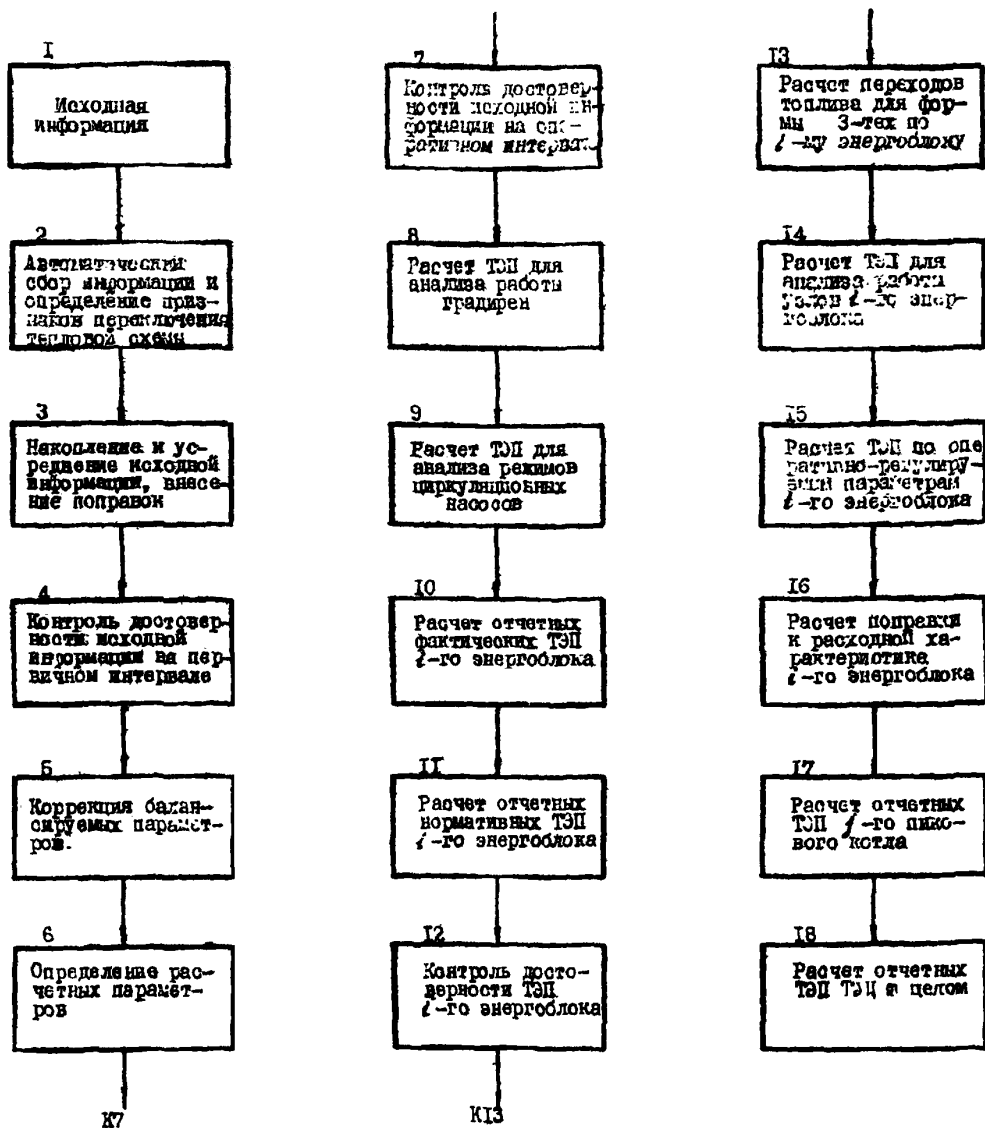 I
Исходная
информация
2
Автоматический
сбор информации и
определение приз-
наков переключения
тепловой схемы
3
Накопление и ус-
реднение исходной
информации, внесе-
ние поправок
4
Контроль достовер-
ности исходной
информации на пер-
вичном интервале
5
Коррекция балан-
сируемых парамет-
ров.
6
Определение рас-
четных парамет-
ров
К7
7
Контроль достовер-
ности исходной ин-
формации на опе-
ративном интервале
8
Расчет ТЭП для
анализа работы
градирен
9
Расчет ТЭП для
анализа режимов
циркуляционных
насосов
I0
Расчет отчетных
фактических ТЭП
i-го энергоблока
II
Расчет отчетных
нормативных ТЭП
i-го энергоблока
I2
Контроль досто-
верности ТЭП
i-го энергоблока
КI3
I3
Расчет переходов
топлива для фор-
мы 3-тех по
i-му энергоблоку
I4
Расчет ТЭП для
анализа работы
узлов i-го энер-
гоблока
I5
Расчет ТЭП по опе
ративно-регулиру-
емым параметрам
i-го энергоблока
I6
Расчет поправки
к расходной ха-
рактеристике
i-го энергоблока
I7
Расчет отчетных
ТЭП j-го пико-
вого котла
I8
Расчет отчетных
ТЭП ТЭЦ в целом